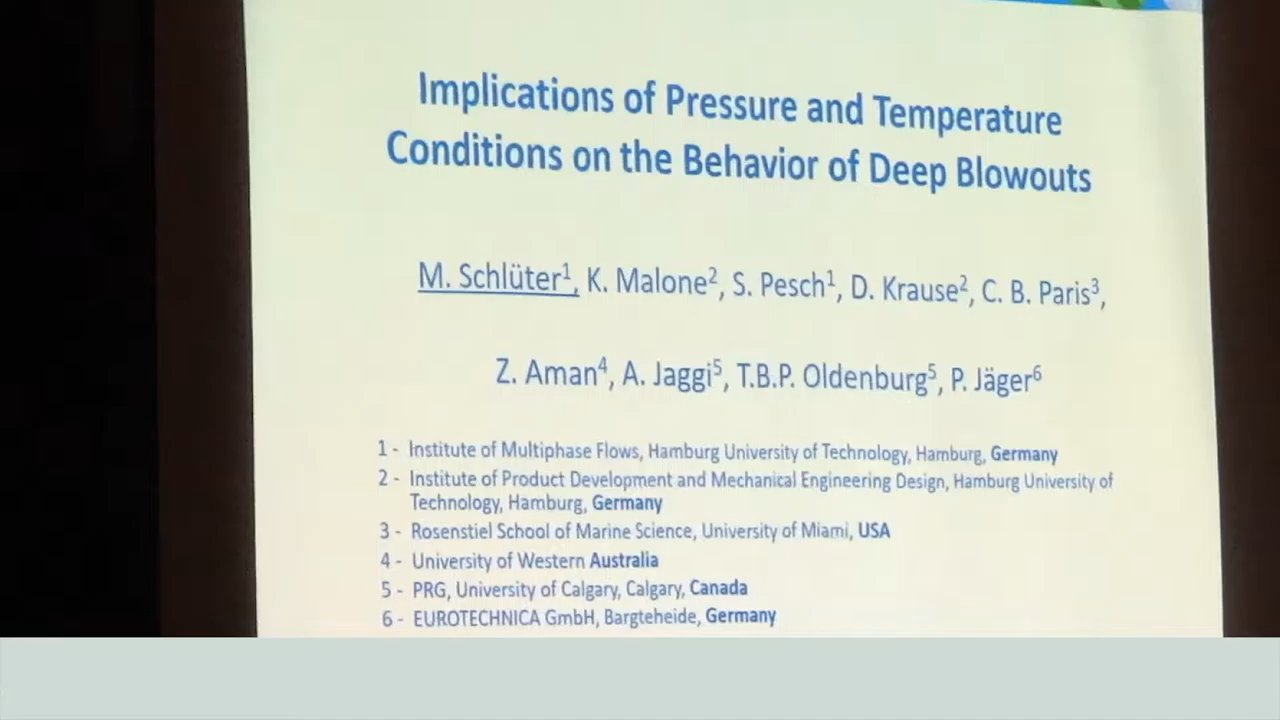 Implications of Pressure and Temperature
Conditions on the Behavior of Deep Blowouts
M. Schlüter1, K. Malone2, S. Pesch1, D. Krause2, C. B. Paris3,
Z. Aman4, A. Jaggi5, T.B.P. Oldenburg5, P. Jäger6
1 - Institute of Multiphase Flows, Hamburg University of Technology, Hamburg, Germany
2 - Institute of Product Development and Mechanical Engineering Design, Hamburg University of
Technology, Hamburg, Germany
3 - Rosenstiel School of Marine Science, University of Miami, USA
4 - University of Western Australia
5 - PRG, University of Calgary, Calgary, Canada
6 - EUROTECHNICA GmbH, Bargteheide, Germany